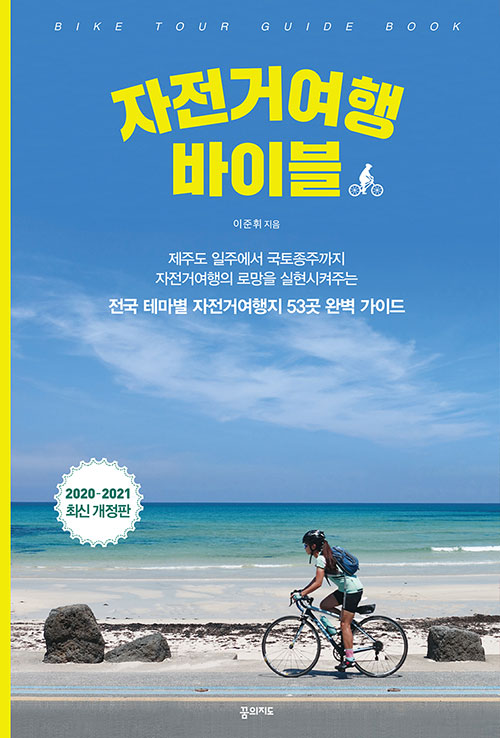 BIKE TOUR GUIDE BOOK
자전거여행
바이블
이준휘 지음
제주도 일주에서 국토종주까지
자전거여행의 로망을 실현시켜주는
전국 테마별 자전거여행지 53곳 완벽 가이드
2020-2021
최신 개정판
꿈의지도